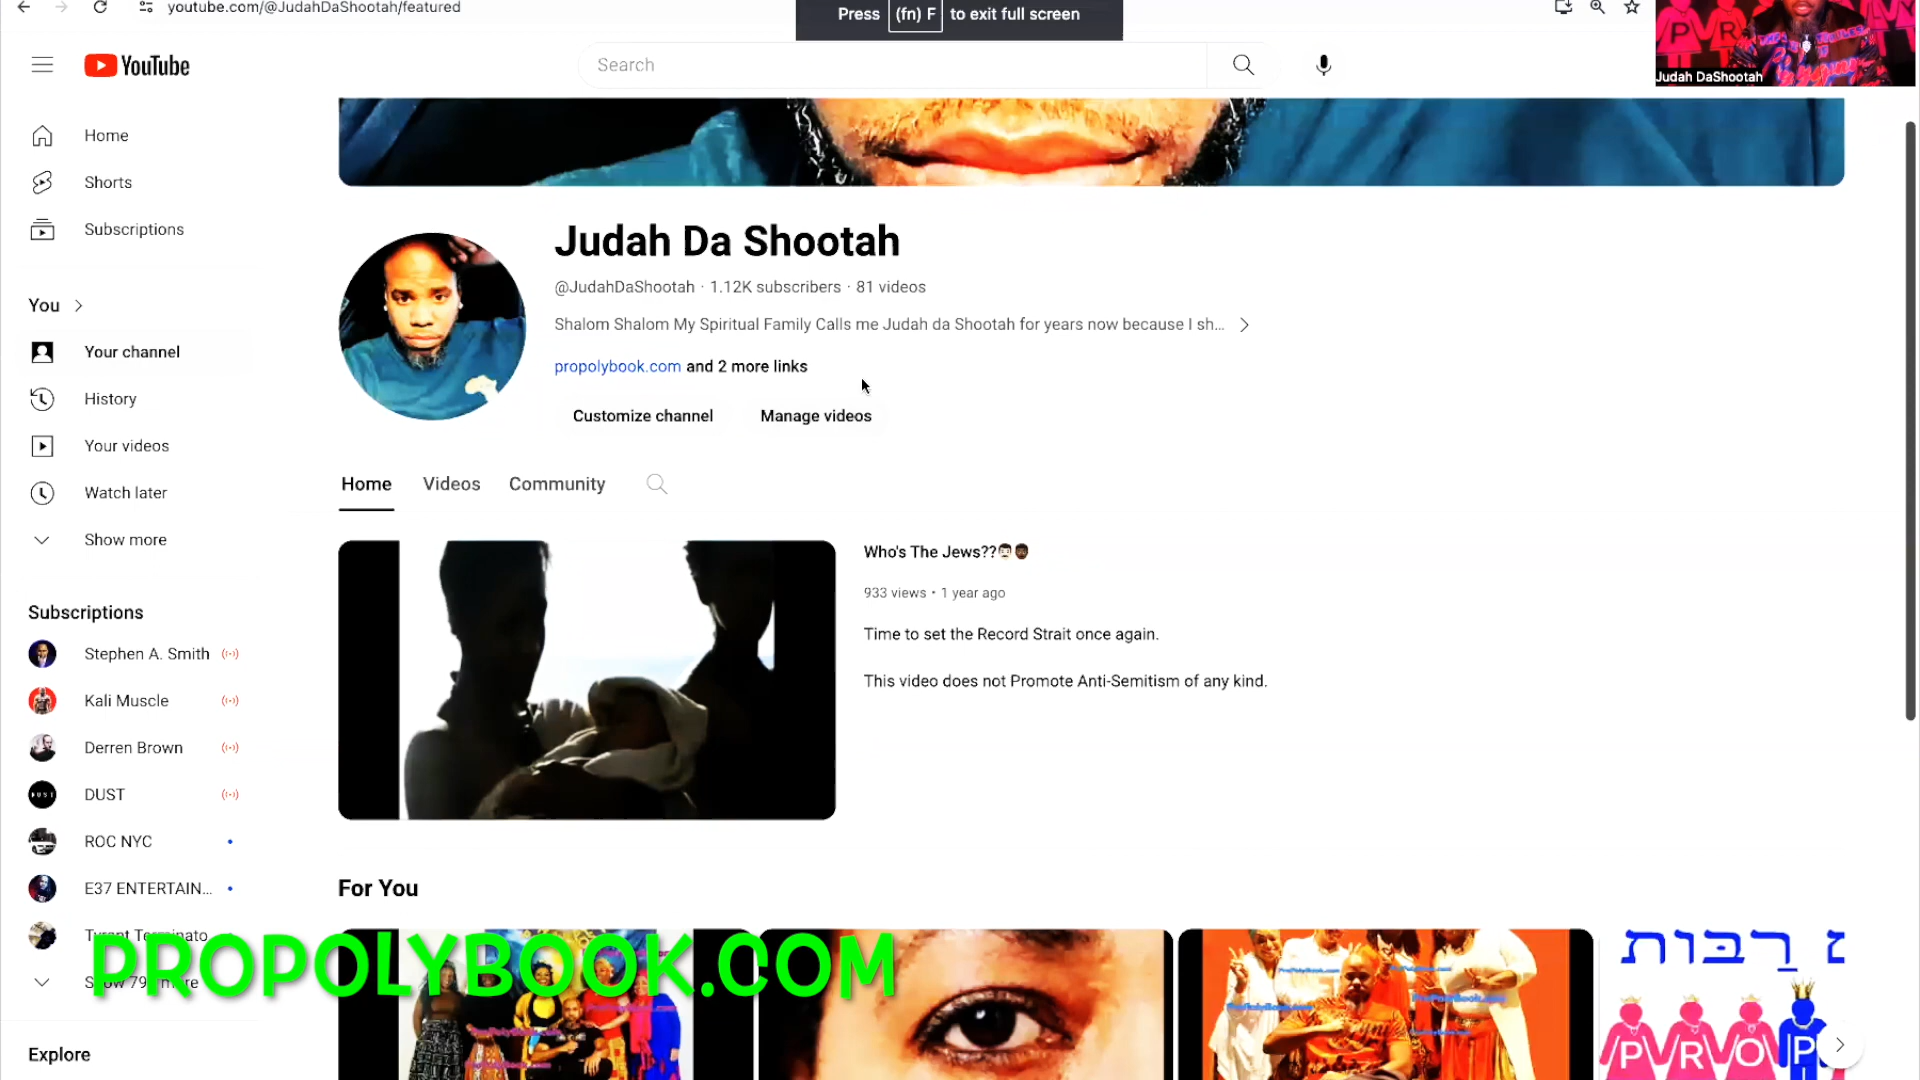 youtube.com/@JudahDaShootah/featured
Press (fn) F to exit full screen
Judah DaShootah
YouTube
Search
Home
Shorts
Subscriptions
You
Your channel
History
Your videos
Watch later
Show more
Subscriptions
Stephen A. Smith
Kali Muscle
Derren Brown
DUST
ROC NYC
E37 ENTERTAIN...
Tyrant Terminato
Judah Da Shootah
@JudahDaShootah · 1.12K subscribers · 81 videos
Shalom Shalom My Spiritual Family Calls me Judah da Shootah for years now because I sh...
propolybook.com and 2 more links
Customize channel
Manage videos
Home
Videos
Community
Who's The Jews??👨🏻👨🏿
933 views • 1 year ago
Time to set the Record Strait once again.
This video does not Promote Anti-Semitism of any kind.
For You
PROPOLYBOOK.COM
ProPolyBook.com
ProPolyBook.com
רַבּוֹת
PROP
Explore